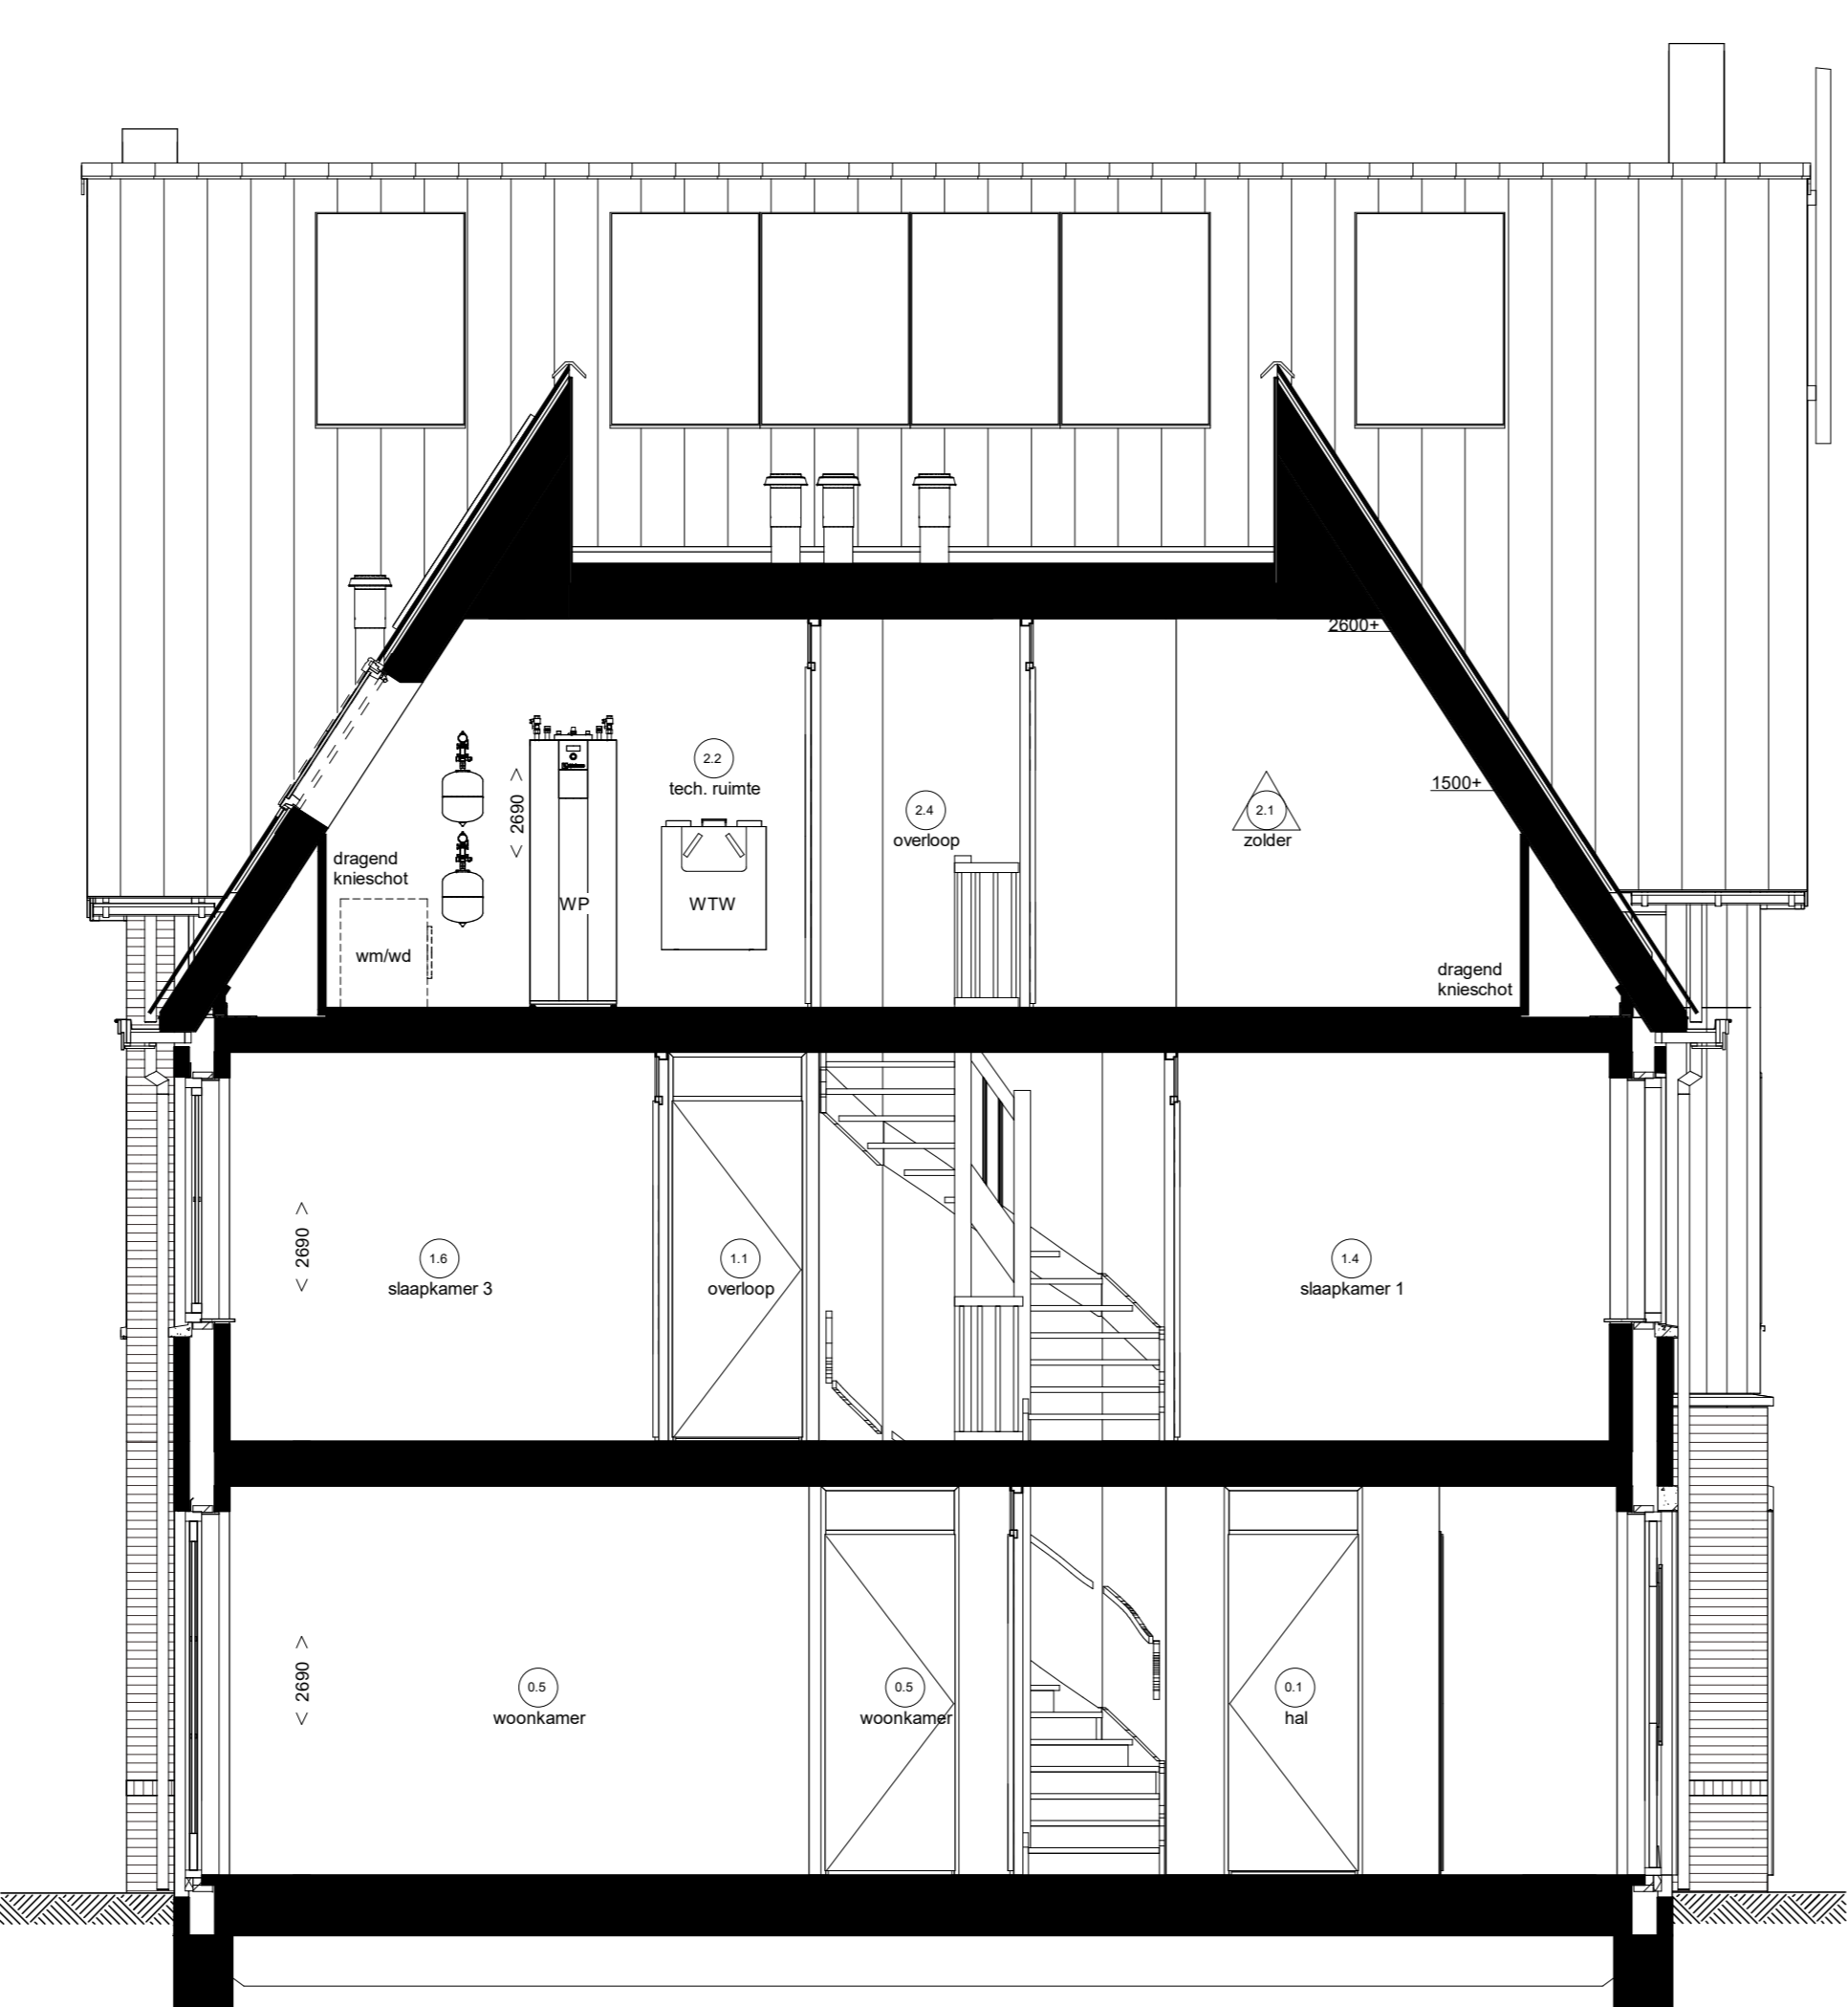 2600+
2.2
tech. ruimte
< 2690 >
1500+
2.4
overloop
2.1
zolder
dragend
knieschot
WP
WTW
wm/wd
dragend
knieschot
< 2690 >
1.6
slaapkamer 3
1.1
overloop
1.4
slaapkamer 1
< 2690 >
0.5
woonkamer
0.5
woonkamer
0.1
hal